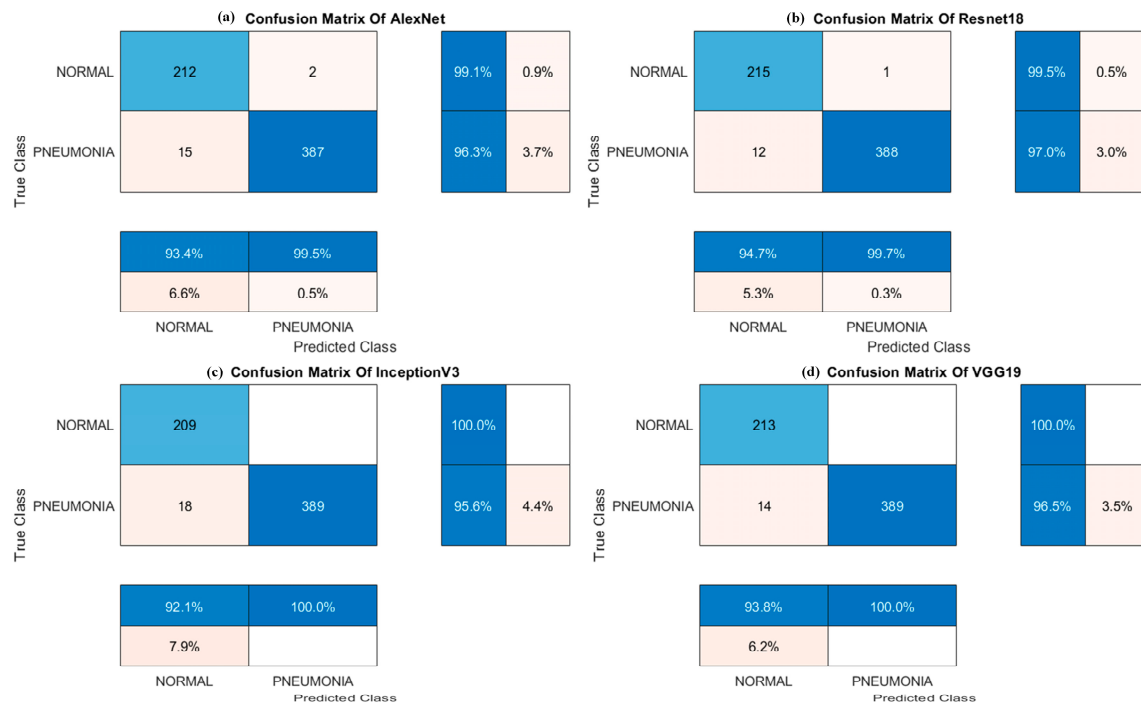 (a) Confusion Matrix Of AlexNet
NORMAL 212 2 99.1% 0.9%
PNEUMONIA 15 387 96.3% 3.7%
True Class
93.4% 99.5%
6.6% 0.5%
NORMAL PNEUMONIA
Predicted Class
(b) Confusion Matrix Of Resnet18
NORMAL 215 1 99.5% 0.5%
PNEUMONIA 12 388 97.0% 3.0%
True Class
94.7% 99.7%
5.3% 0.3%
NORMAL PNEUMONIA
Predicted Class
(c) Confusion Matrix Of InceptionV3
NORMAL 209 100.0%
PNEUMONIA 18 389 95.6% 4.4%
True Class
92.1% 100.0%
7.9%
NORMAL PNEUMONIA
Predicted Class
(d) Confusion Matrix Of VGG19
NORMAL 213 100.0%
PNEUMONIA 14 389 96.5% 3.5%
True Class
93.8% 100.0%
6.2%
NORMAL PNEUMONIA
Predicted Class